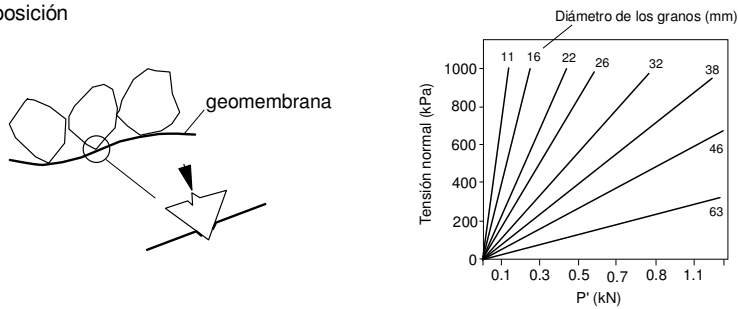 posición
geomembrana
Diámetro de los granos (mm)
11 16 22 26 32 38
46
63
Tensión normal (kPa)
1000
800
600
400
200
0
0.1 0.3 0.5 0.7 0.8 1.1
P' (kN)